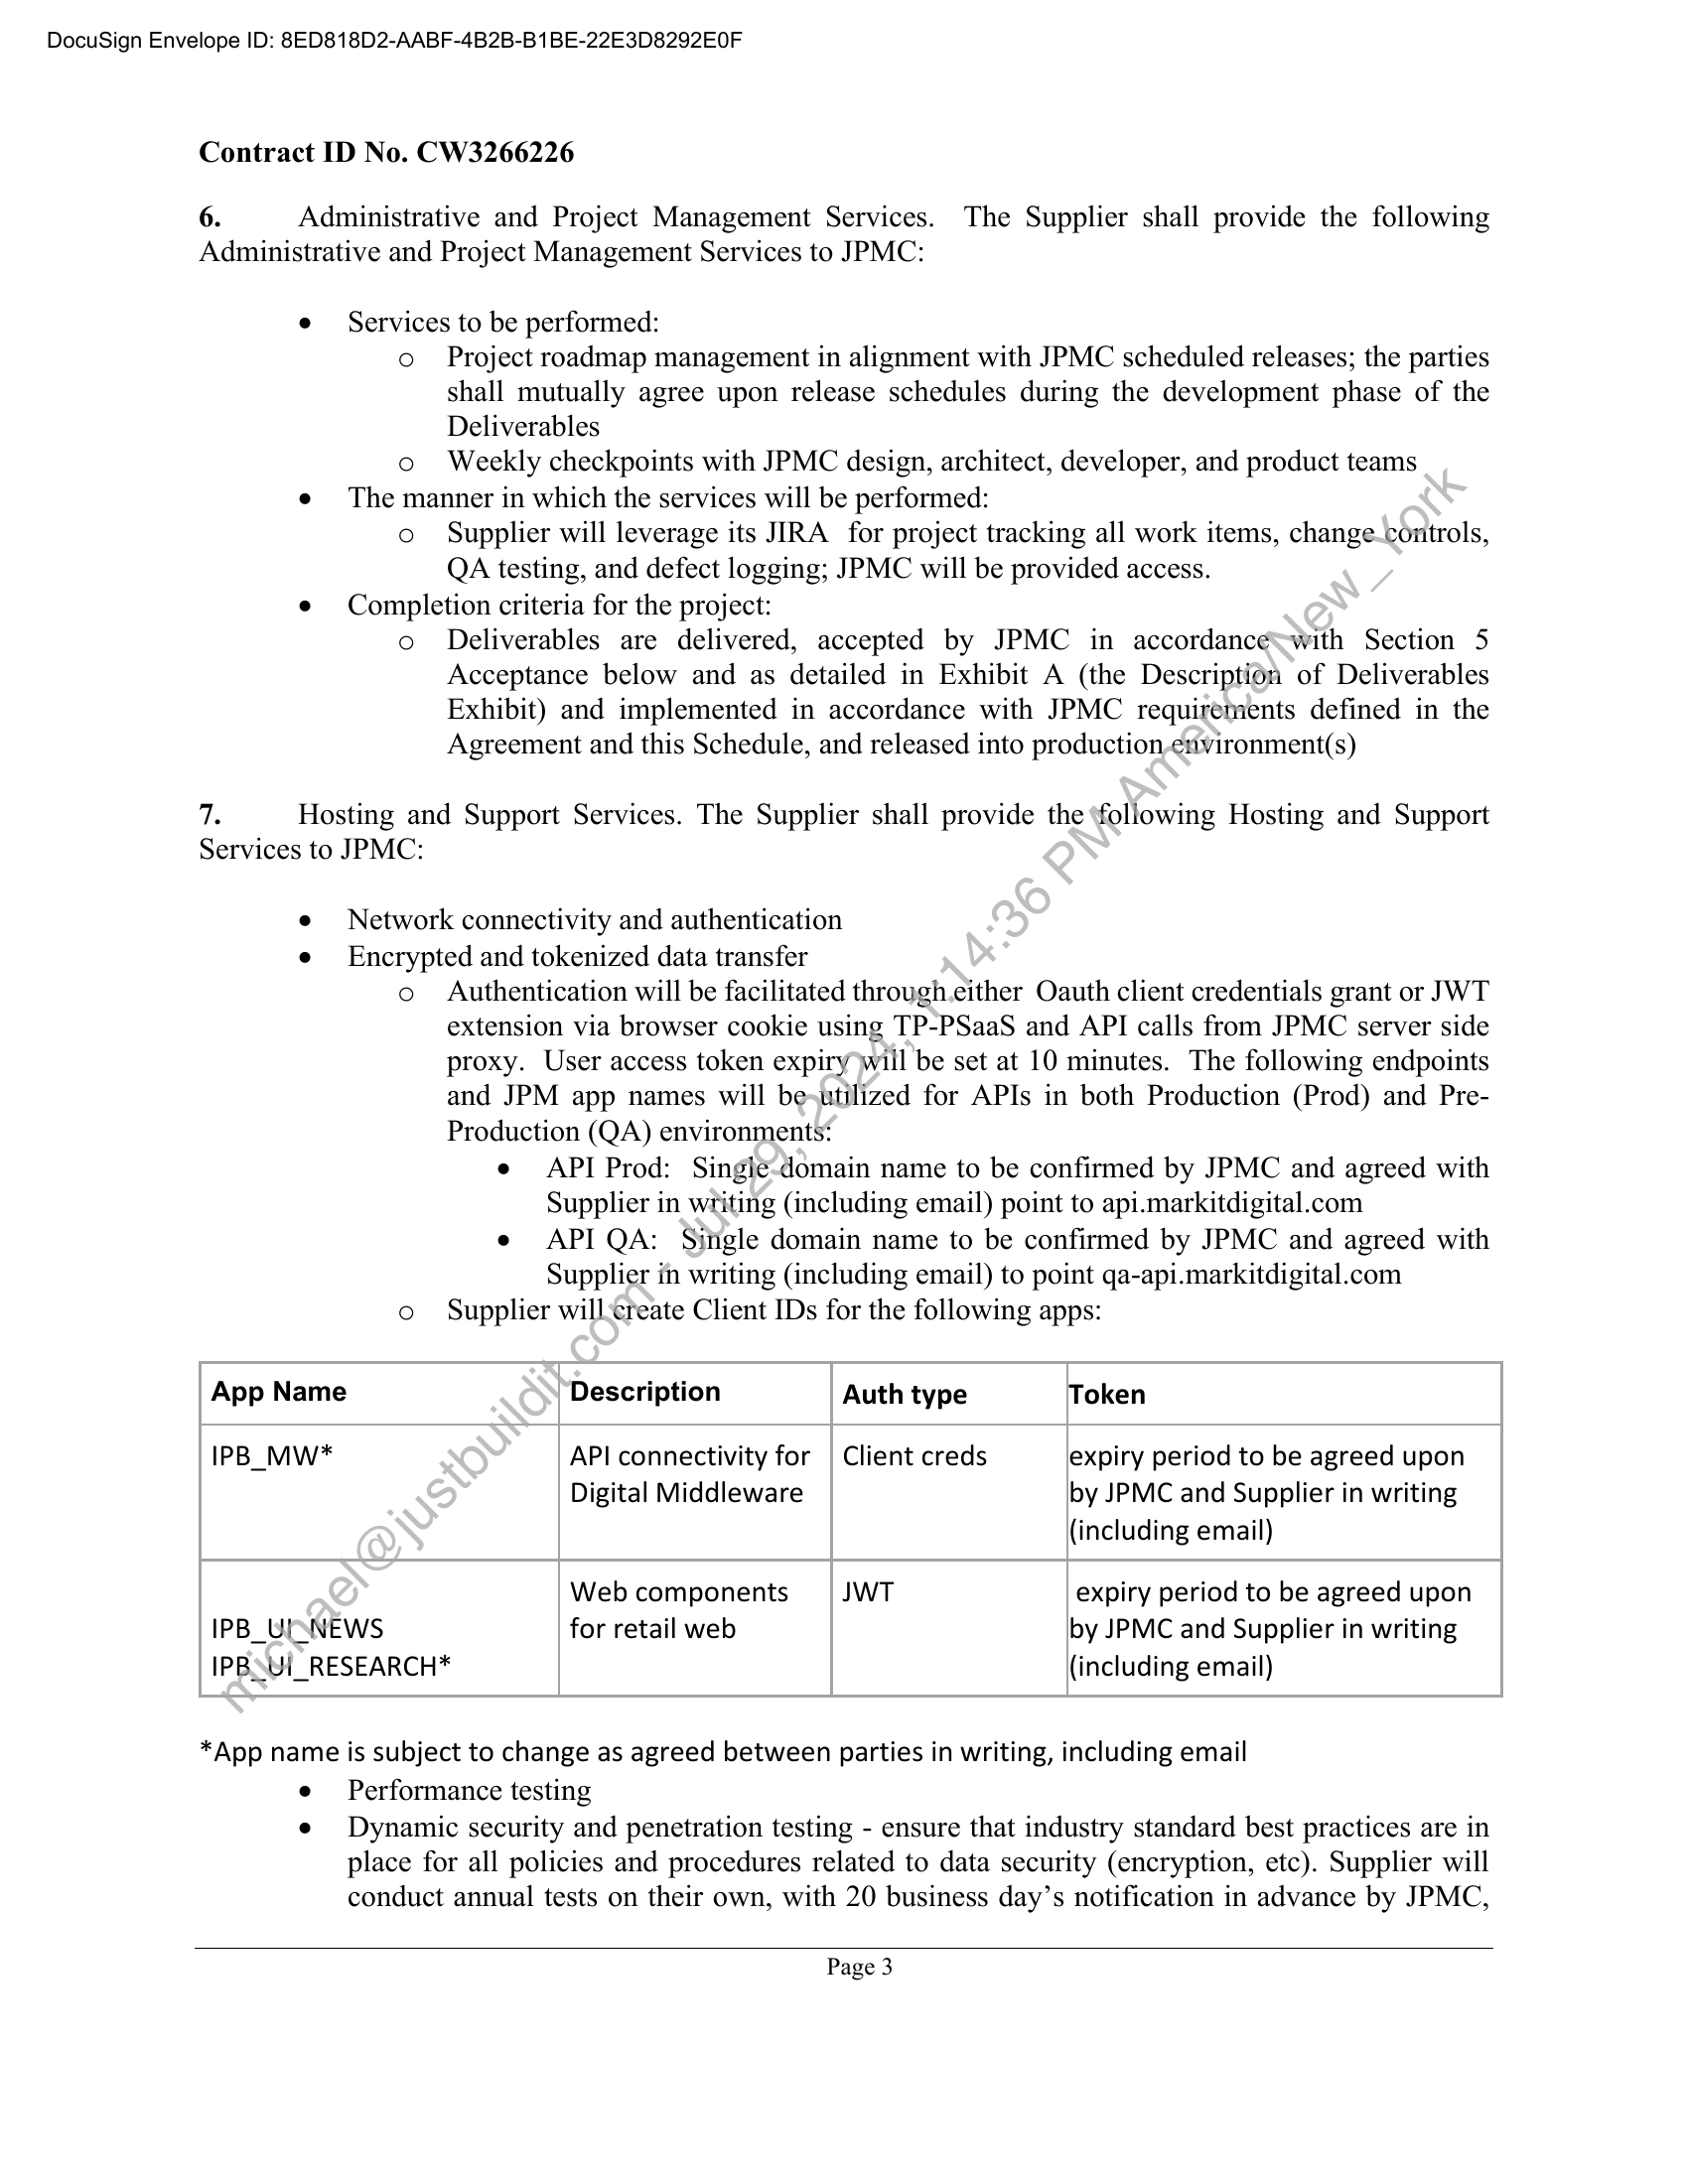 DocuSign Envelope ID: 8ED818D2-AABF-4B2B-B1BE-22E3D8292E0F
Contract ID No. CW3266226
6. Administrative and Project Management Services. The Supplier shall provide the following
Administrative and Project Management Services to JPMC:
• Services to be performed:
o Project roadmap management in alignment with JPMC scheduled releases; the parties
shall mutually agree upon release schedules during the development phase of the
Deliverables
o Weekly checkpoints with JPMC design, architect, developer, and product teams
• The manner in which the services will be performed:
o Supplier will leverage its JIRA for project tracking all work items, change controls,
QA testing, and defect logging; JPMC will be provided access.
• Completion criteria for the project:
o Deliverables are delivered, accepted by JPMC in accordance with Section 5
Acceptance below and as detailed in Exhibit A (the Description of Deliverables
Exhibit) and implemented in accordance with JPMC requirements defined in the
Agreement and this Schedule, and released into production environment(s)
7. Hosting and Support Services. The Supplier shall provide the following Hosting and Support
Services to JPMC:
• Network connectivity and authentication
• Encrypted and tokenized data transfer
o Authentication will be facilitated through either Oauth client credentials grant or JWT
extension via browser cookie using TP-PSaaS and API calls from JPMC server side
proxy. User access token expiry will be set at 10 minutes. The following endpoints
and JPM app names will be utilized for APIs in both Production (Prod) and Pre-
Production (QA) environments:
• API Prod: Single domain name to be confirmed by JPMC and agreed with
Supplier in writing (including email) point to api.markitdigital.com
• API QA: Single domain name to be confirmed by JPMC and agreed with
Supplier in writing (including email) to point qa-api.markitdigital.com
o Supplier will create Client IDs for the following apps:
App Name Description Auth type Token
IPB_MW* API connectivity for Client creds expiry period to be agreed upon
Digital Middleware by JPMC and Supplier in writing
(including email)
Web components JWT expiry period to be agreed upon
IPB_UI_NEWS for retail web by JPMC and Supplier in writing
IPB_UI_RESEARCH* (including email)
*App name is subject to change as agreed between parties in writing, including email
• Performance testing
• Dynamic security and penetration testing - ensure that industry standard best practices are in
place for all policies and procedures related to data security (encryption, etc). Supplier will
conduct annual tests on their own, with 20 business day’s notification in advance by JPMC,
Page 3
michael@justbuildit.com - Jul 29, 2024, 1:14:36 PM America/New_York